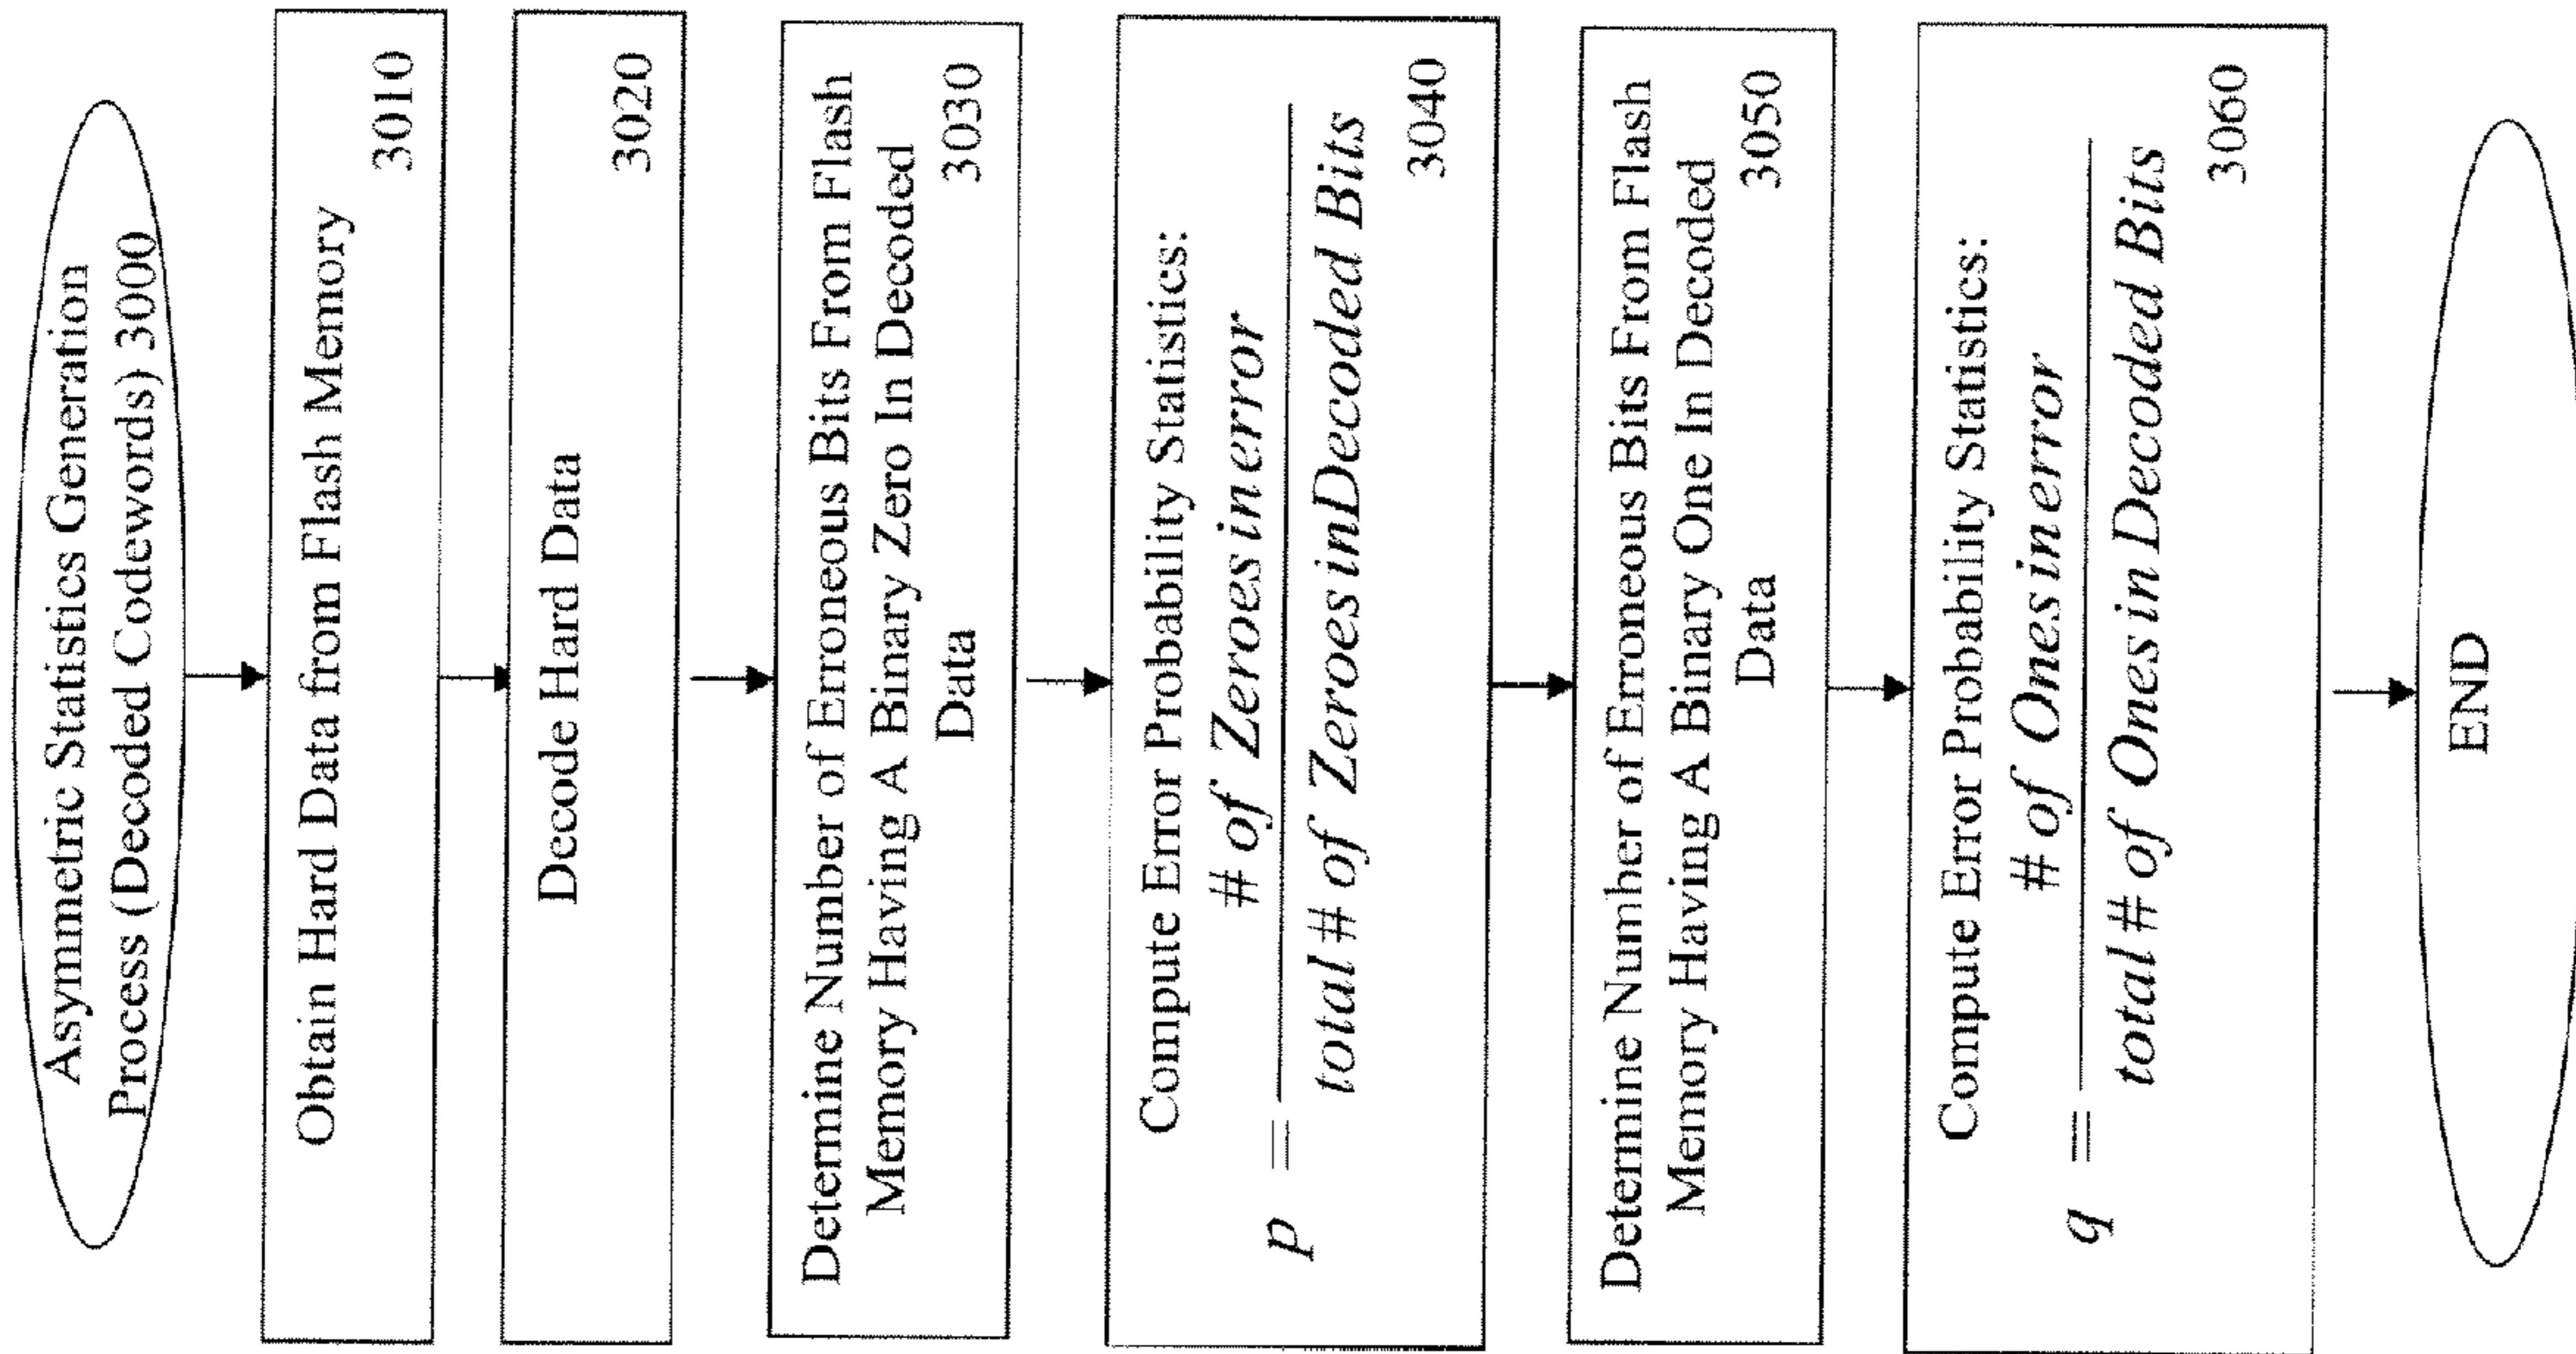 Asymmetric Statistics Generation
Process (Decoded Codewords) 3000
Obtain Hard Data from Flash Memory
3010
Decode Hard Data
3020
Determine Number of Erroneous Bits From Flash
Memory Having A Binary Zero In Decoded
Data
3030
Compute Error Probability Statistics:
# of Zeroes in error
p =
total # of Zeroes inDecoded Bits
3040
Determine Number of Erroneous Bits From Flash
Memory Having A Binary One In Decoded
Data
3050
Compute Error Probability Statistics:
# of Ones in error
q =
total # of Ones in Decoded Bits
3060
END